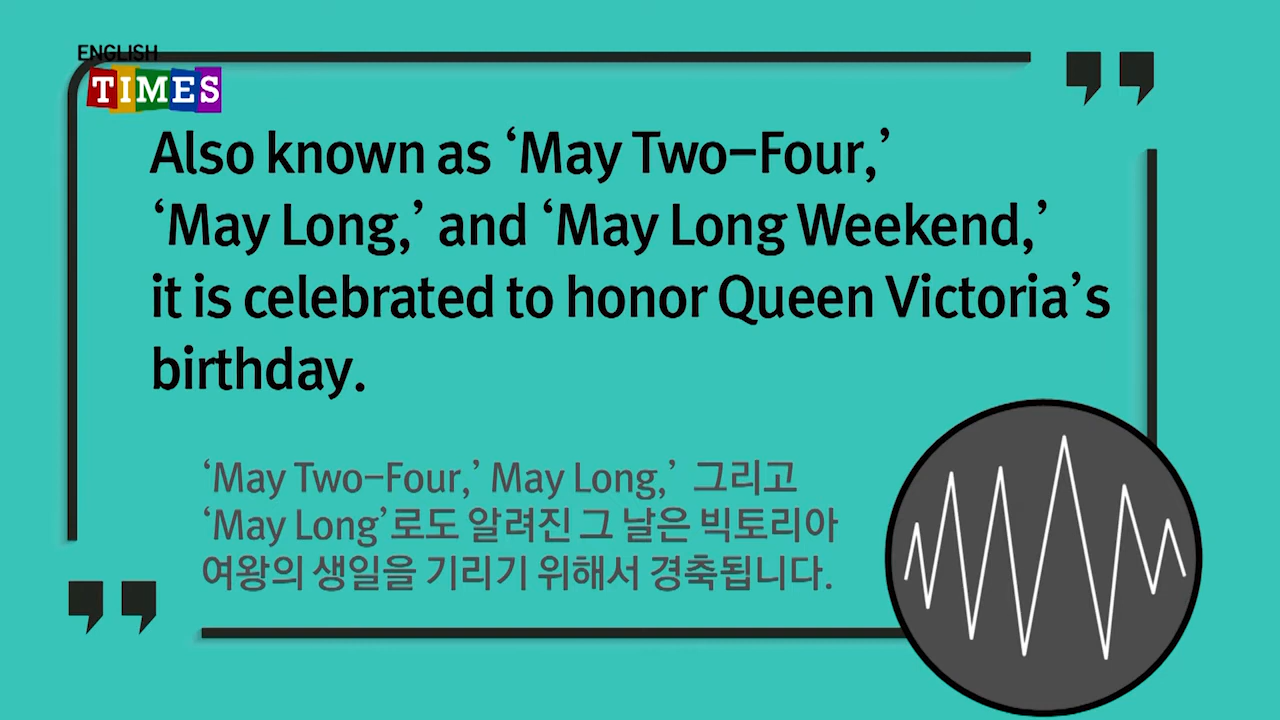 ENGLISH
TIMES
Also known as ‘May Two-Four,’
‘May Long,’ and ‘May Long Weekend,’
it is celebrated to honor Queen Victoria’s
birthday.
‘May Two-Four,’ May Long,’ 그리고
‘May Long’로도 알려진 그 날은 빅토리아
여왕의 생일을 기리기 위해서 경축됩니다.